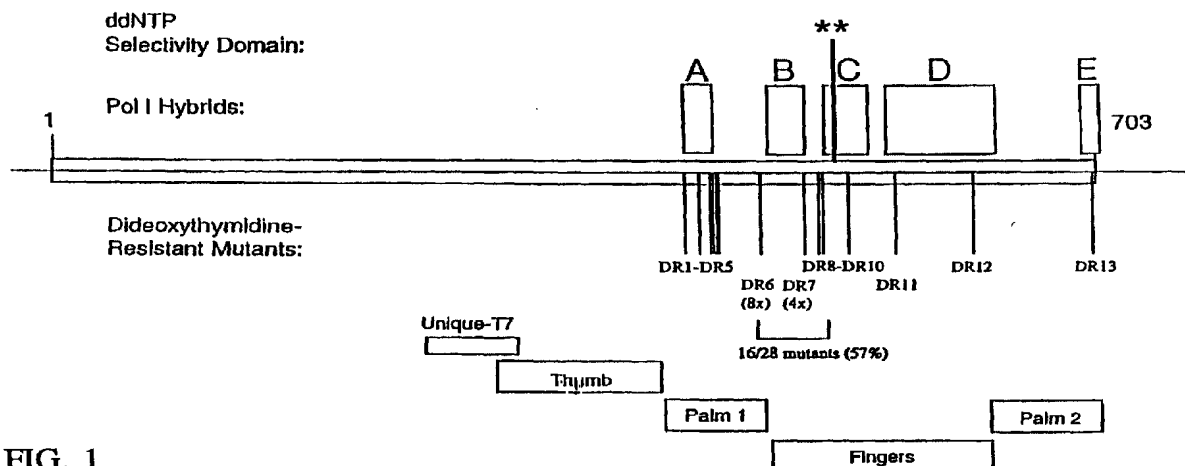 ddNTP
Selectivity Domain:
**
A B C D E
Pol I Hybrids:
1
703
Dideoxythymidine-
Resistant Mutants:
DR1-DR5
DR8-DR10
DR12
DR13
DR6
(8x)
DR7
(4x)
DR11
Unique-T7
16/28 mutants (57%)
Thumb
Palm 1
Palm 2
Fingers
FIG. 1